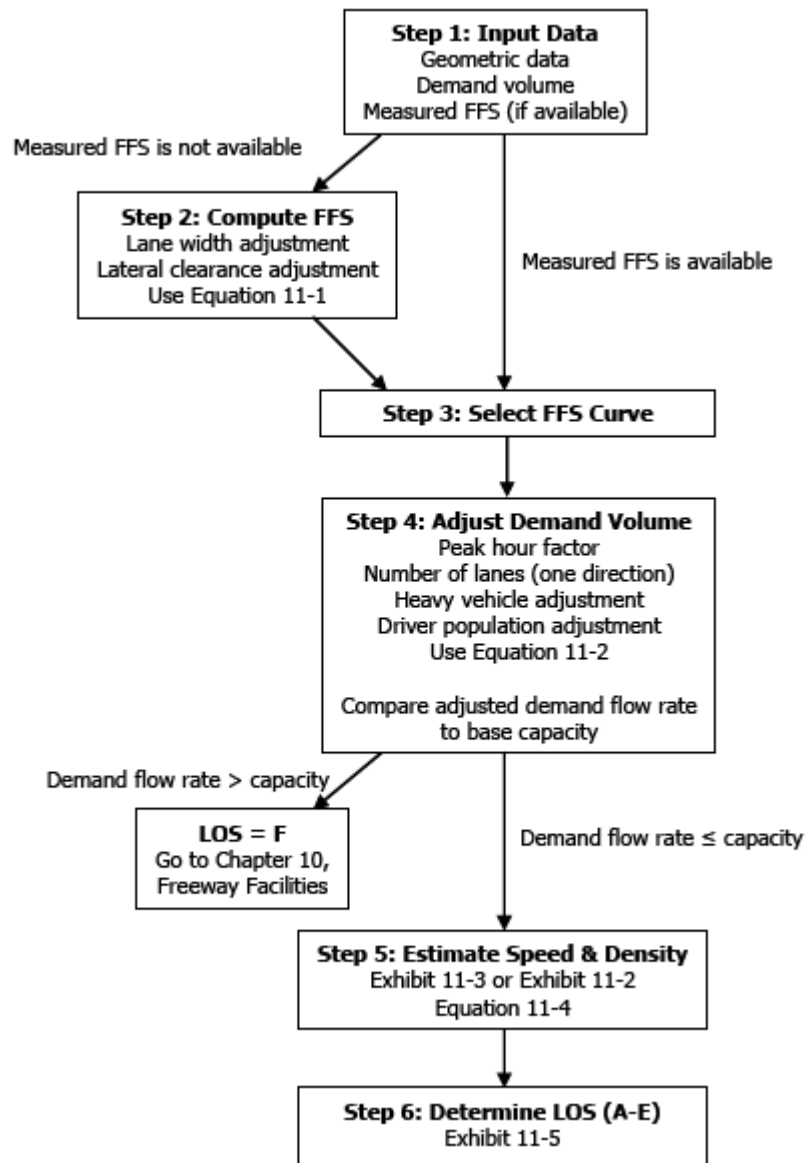 Step 1: Input Data
Geometric data
Demand volume
Measured FFS (if available)
Measured FFS is not available
Step 2: Compute FFS
Lane width adjustment
Lateral clearance adjustment
Use Equation 11-1
Measured FFS is available
Step 3: Select FFS Curve
Step 4: Adjust Demand Volume
Peak hour factor
Number of lanes (one direction)
Heavy vehicle adjustment
Driver population adjustment
Use Equation 11-2
Compare adjusted demand flow rate
to base capacity
Demand flow rate > capacity
LOS = F
Go to Chapter 10,
Freeway Facilities
Demand flow rate ≤ capacity
Step 5: Estimate Speed & Density
Exhibit 11-3 or Exhibit 11-2
Equation 11-4
Step 6: Determine LOS (A-E)
Exhibit 11-5